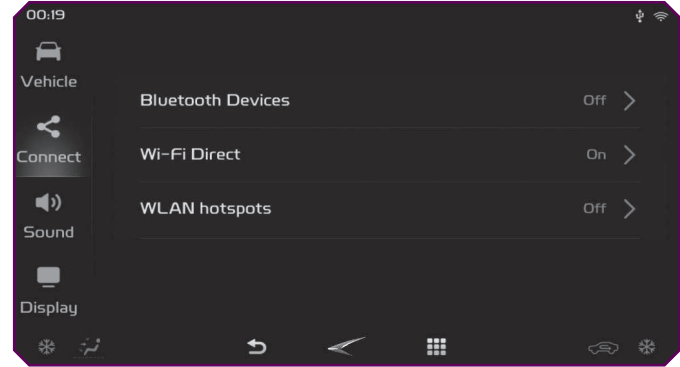 00:19
Vehicle
Connect
Sound
Display
Bluetooth Devices Off
Wi-Fi Direct On
WLAN hotspots Off